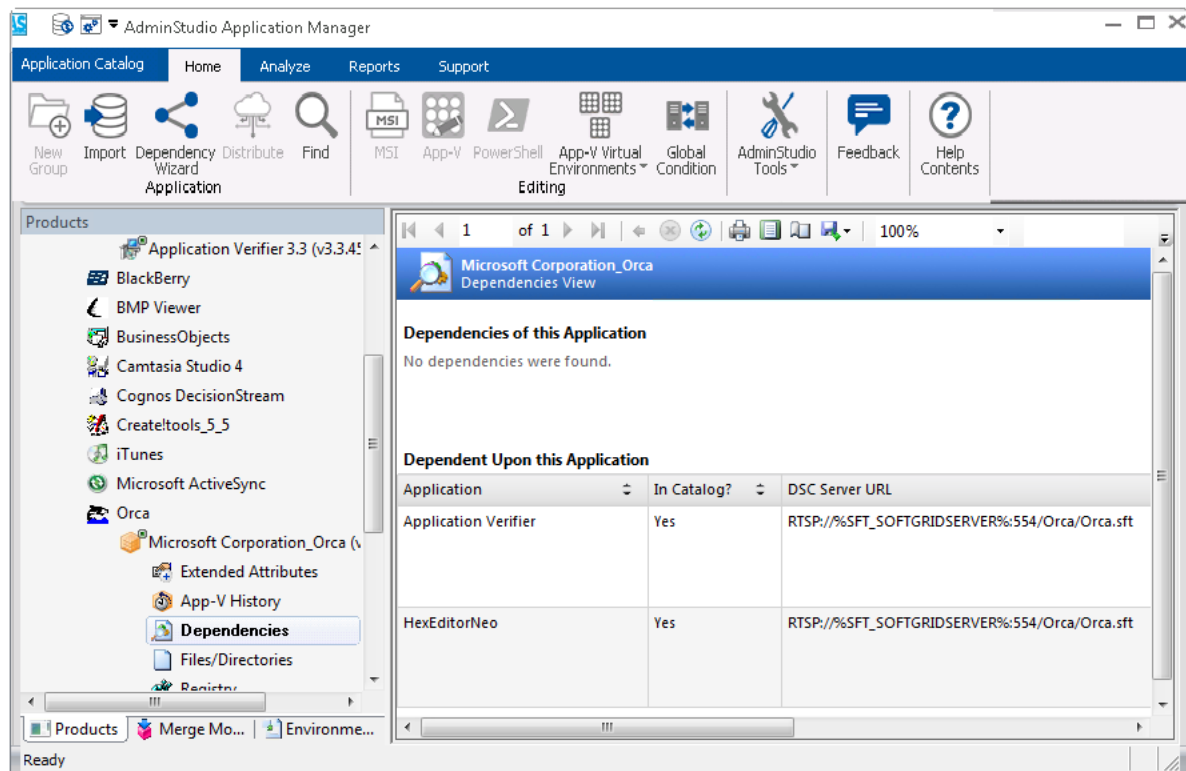 AS
AdminStudio Application Manager
Application Catalog Home Analyze Reports Support
New Group
Import
Dependency Wizard
Distribute
Find
Application
MSI
MSI
App-V
PowerShell
App-V Virtual Environments
Global Condition
Editing
AdminStudio Tools
Feedback
Help Contents
Products
Application Verifier 3.3 (v3.3.4
BlackBerry
BMP Viewer
BusinessObjects
Camtasia Studio 4
Cognos DecisionStream
Create!tools_5_5
iTunes
Microsoft ActiveSync
Orca
Microsoft Corporation_Orca (v
Extended Attributes
App-V History
Dependencies
Files/Directories
Registry
Products Merge Mo... Environme...
1 of 1 100%
Microsoft Corporation_Orca
Dependencies View
Dependencies of this Application
No dependencies were found.
Dependent Upon this Application
Application In Catalog? DSC Server URL
Application Verifier Yes RTSP://%SFT_SOFTGRIDSERVER%:554/Orca/Orca.sft
HexEditorNeo Yes RTSP://%SFT_SOFTGRIDSERVER%:554/Orca/Orca.sft
Ready